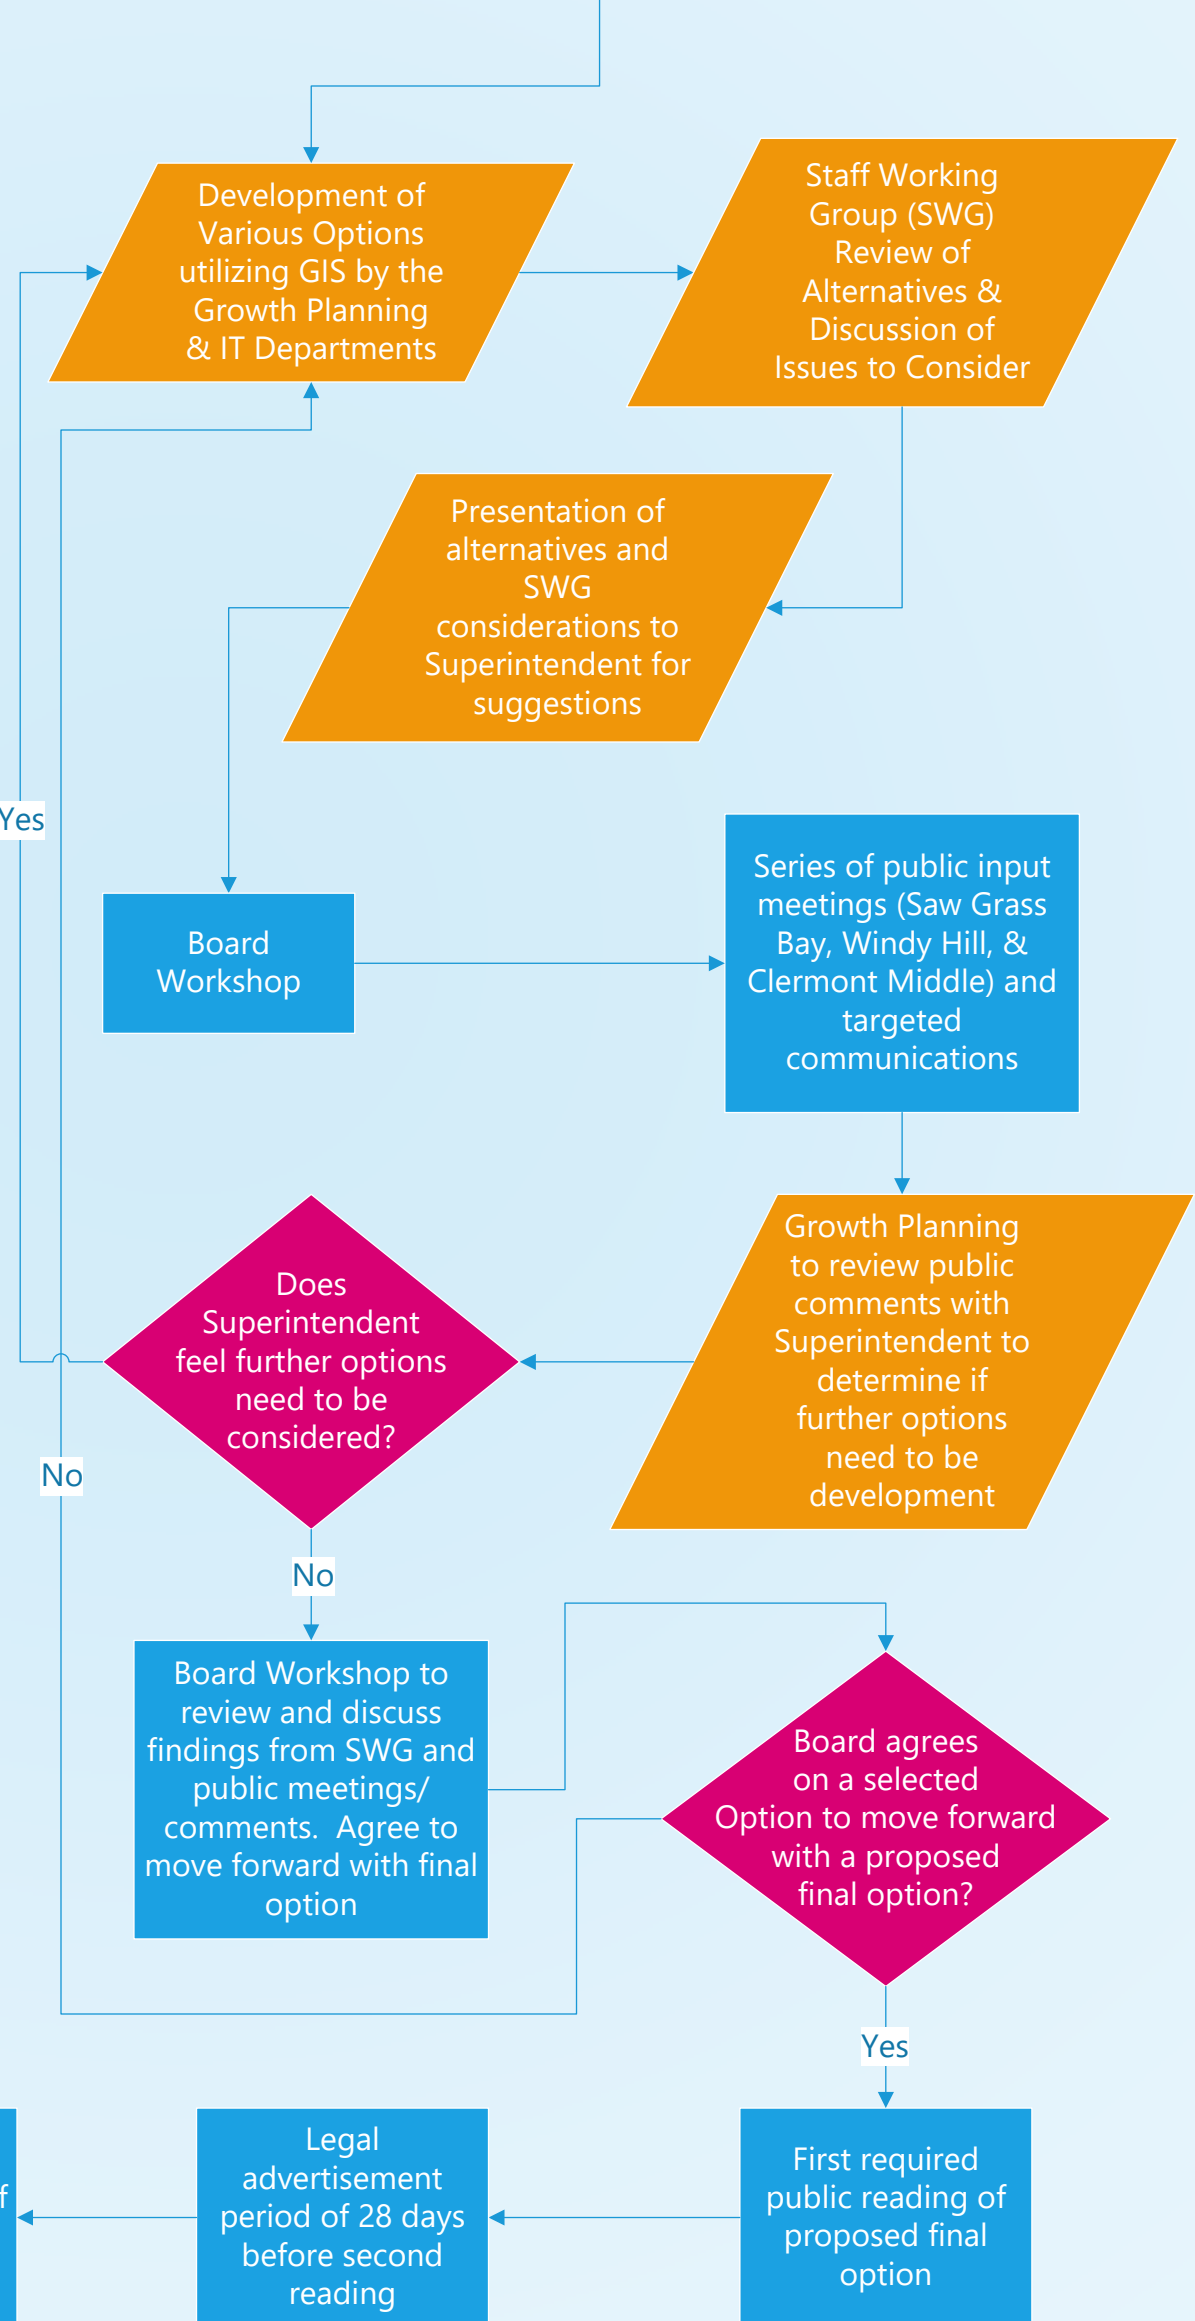 Development of
Various Options
utilizing GIS by the
Growth Planning
& IT Departments
Staff Working
Group (SWG)
Review of
Alternatives &
Discussion of
Issues to Consider
Presentation of
alternatives and
SWG
considerations to
Superintendent for
suggestions
Yes
Board
Workshop
Series of public input
meetings (Saw Grass
Bay, Windy Hill, &
Clermont Middle) and
targeted
communications
Growth Planning
to review public
comments with
Superintendent to
determine if
further options
need to be
development
Does
Superintendent
feel further options
need to be
considered?
No
No
Board Workshop to
review and discuss
findings from SWG and
public meetings/
comments.  Agree to
move forward with final
option
Board agrees
on a selected
Option to move forward
with a proposed
final option?
Yes
Legal
advertisement
period of 28 days
before second
reading
First required
public reading of
proposed final
option